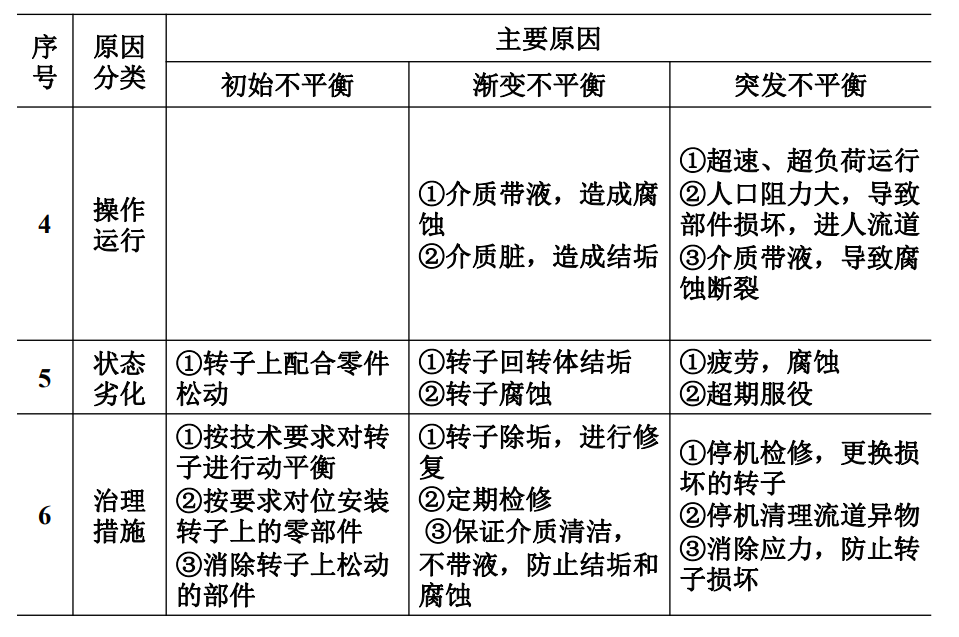 序号
原因分类
主要原因
初始不平衡
渐变不平衡
突发不平衡
4
操作
运行
①介质带液，造成腐
蚀
②介质脏，造成结垢
①超速、超负荷运行
②人口阻力大，导致
部件损坏，进人流道
③介质带液，导致腐
蚀断裂
5
状态
劣化
①转子上配合零件
松动
①转子回转体结垢
②转子腐蚀
①疲劳，腐蚀
②超期服役
6
治理
措施
①按技术要求对转
子进行动平衡
②按要求对位安装
转子上的零部件
③消除转子上松动
的部件
①转子除垢，进行修
复
②定期检修
③保证介质清洁，
不带液，防止结垢和
腐蚀
①停机检修，更换损
坏的转子
②停机清理流道异物
③消除应力，防止转
子损坏